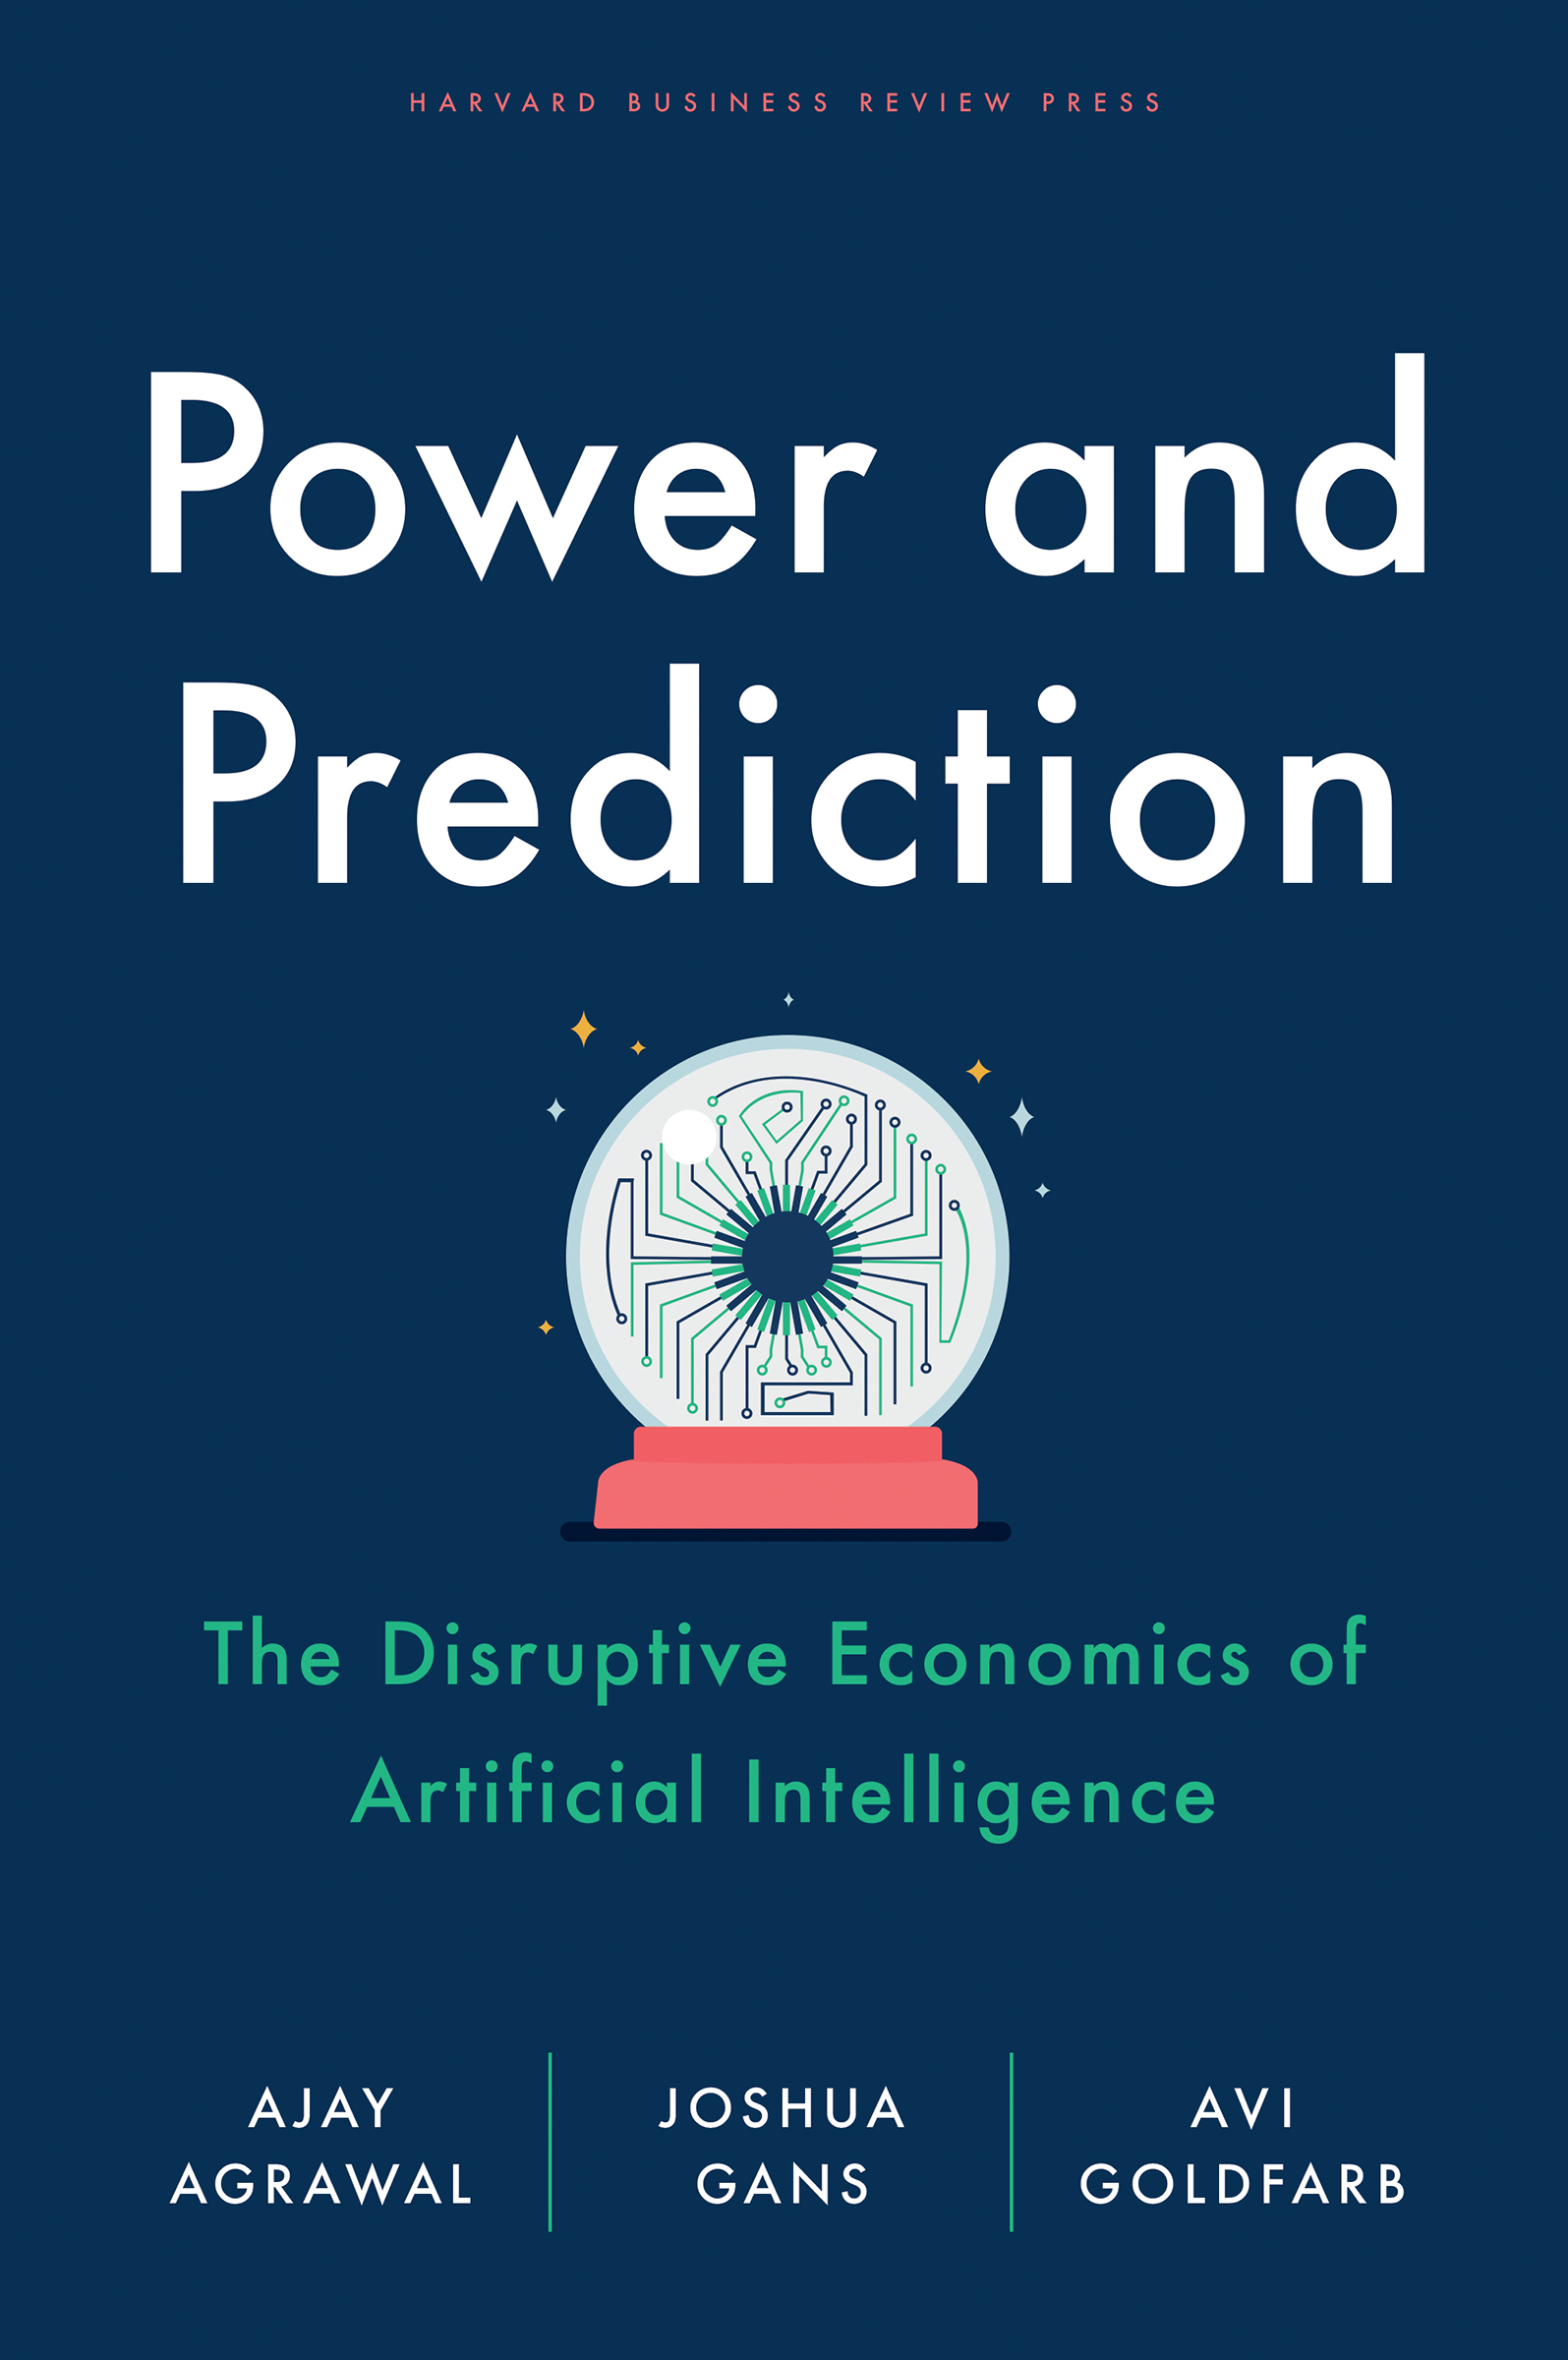 HARVARD BUSINESS REVIEW PRESS
Power and
Prediction
The Disruptive Economics of
Artificial Intelligence
AJAY
AGRAWAL
JOSHUA
GANS
AVI
GOLDFARB